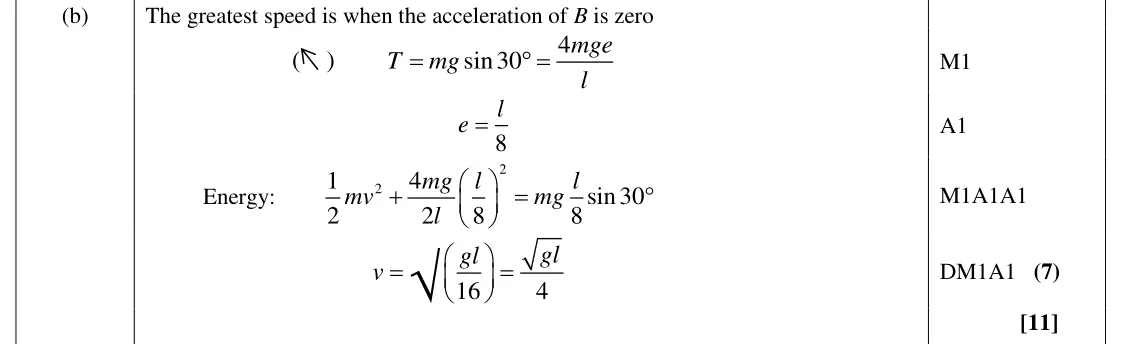 (b) The greatest speed is when the acceleration of B is zero
(↖) T = mg sin 30° = 4mge / l M1
e = l / 8 A1
Energy: 1/2 mv² + 4mg/2l (l/8)² = mg l/8 sin 30° M1A1A1
v = √(gl/16) = √gl / 4 DM1A1 (7)
[11]